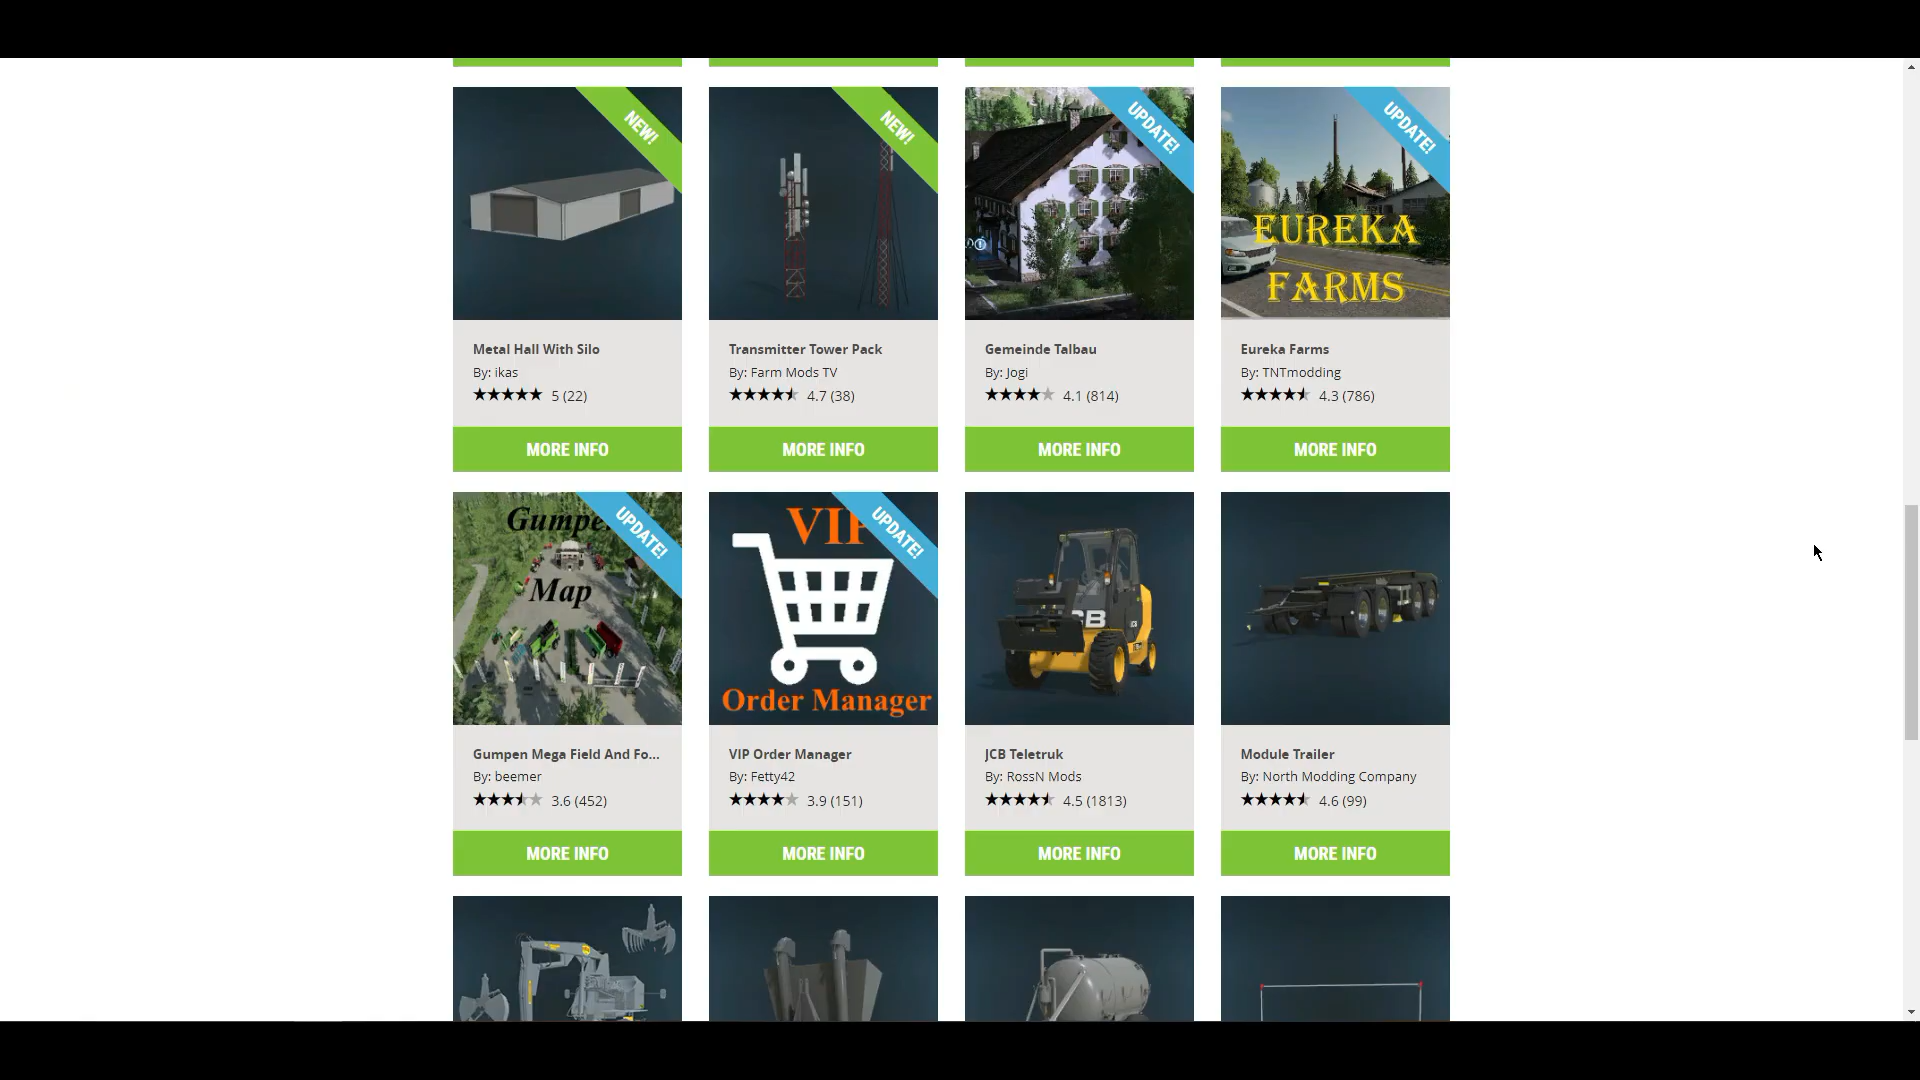 NEW!
NEW!
UPDATE!
UPDATE!
EUREKA
FARMS
Metal Hall With Silo
By: ikas
5 (22)
MORE INFO
Transmitter Tower Pack
By: Farm Mods TV
4.7 (38)
MORE INFO
Gemeinde Talbau
By: Jogi
4.1 (814)
MORE INFO
Eureka Farms
By: TNTmodding
4.3 (786)
MORE INFO
UPDATE!
Map
VIP
UPDATE!
Order Manager
CB
Gumpen Mega Field And Fo...
By: beemer
3.6 (452)
MORE INFO
VIP Order Manager
By: Fetty42
3.9 (151)
MORE INFO
JCB Teletruk
By: RossN Mods
4.5 (1813)
MORE INFO
Module Trailer
By: North Modding Company
4.6 (99)
MORE INFO